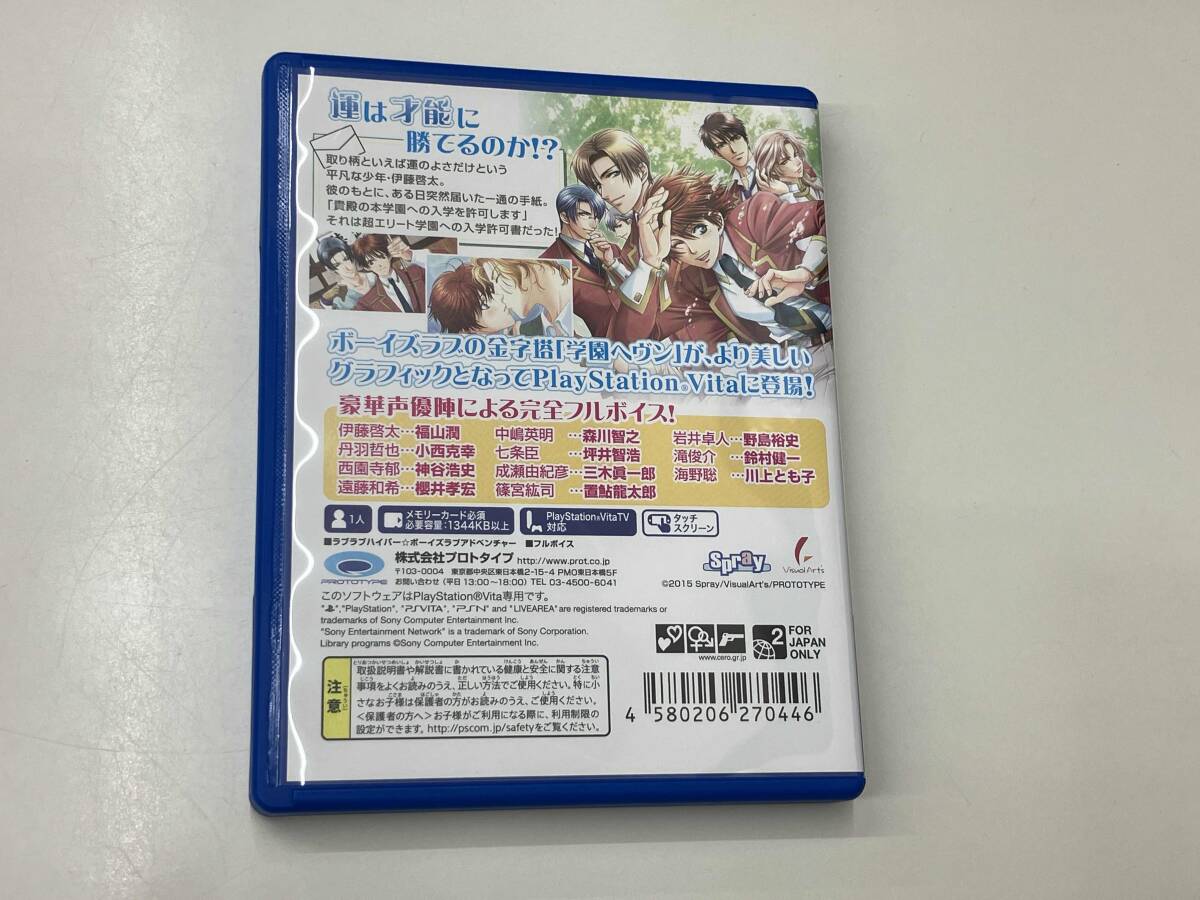 運は才能に
勝てるのか!?
取り柄といえば運のよさだけという
平凡な少年・伊藤啓太。
彼のもとに、ある日突然届いた一通の手紙。
「貴殿の本学園への入学を許可します」
それは超エリート学園への入学許可書だった!
ボーイズラブの金字塔「学園ヘヴン」が、より美しい
グラフィックとなってPlayStation®Vitaに登場!
豪華声優陣による完全フルボイス!
伊藤啓太…福山潤 中嶋英明…森川智之 岩井卓人…野島裕史
丹羽哲也…小西克幸 七条臣…坪井智浩 滝俊介…鈴村健一
西園寺郁…神谷浩史 成瀬由紀彦…三木眞一郎 海野聡…川上とも子
遠藤和希…櫻井孝宏 篠宮紘司…置鮎龍太郎
1人 メモリーカード必須 必要容量:1344KB以上 PlayStation®VitaTV 対応 タッチ スクリーン
■ラブラブハイパー☆ボーイズラブアドベンチャー ■フルボイス
PROTOTYPE 株式会社プロトタイプ http://www.prot.co.jp
〒103-0004 東京都中央区東日本橋2-15-4 PMO東日本橋5F
お問い合わせ (平日 13:00〜18:00) TEL 03-4500-6041
Spray VisualArt's
©2015 Spray/VisualArt's/PROTOTYPE
このソフトウェアはPlayStation®Vita専用です。
"PlayStation", "PSVITA", "PSN" and "LIVEAREA" are registered trademarks or
trademarks of Sony Computer Entertainment Inc.
"Sony Entertainment Network" is a trademark of Sony Corporation.
Library programs ©Sony Computer Entertainment Inc.
www.cero.gr.jp
2 FOR JAPAN ONLY
注意
取扱説明書や解説書に書かれている健康と安全に関する注意
事項をよくお読みのうえ、正しい方法でご使用ください。特に小
さなお子様は保護者の方がお読みのうえ、ご使用ください。
<保護者の方へ>お子様がご利用になる際に、利用制限の
設定ができます。http://pscom.jp/safetyをご覧ください。
4 580206 270446